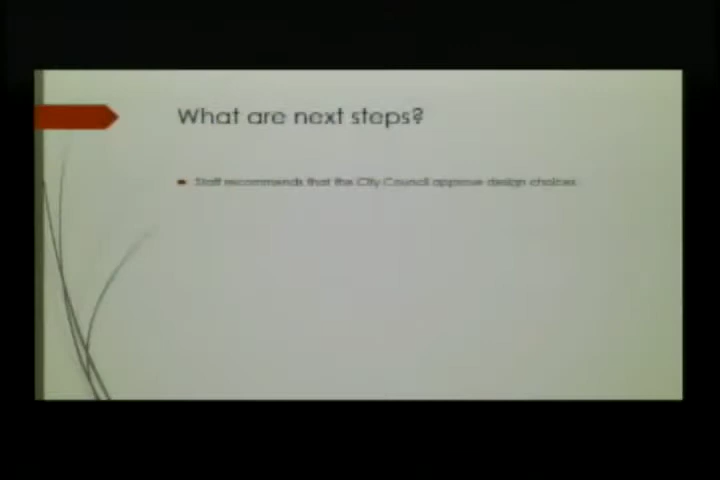 What are next steps?
Staff recommends that the City Council approve design choices